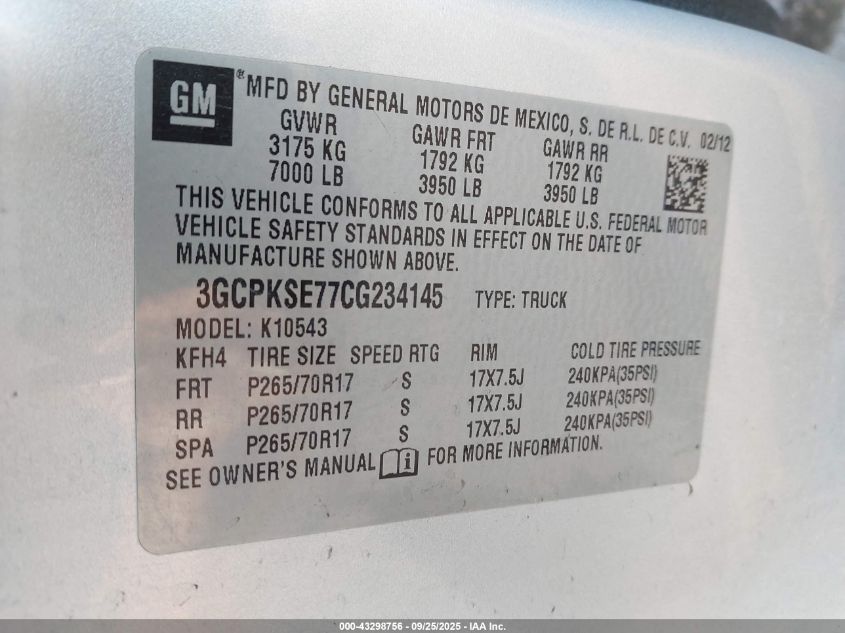 GM ® MFD BY GENERAL MOTORS DE MEXICO, S. DE R.L. DE C.V. 02/12
GVWR GAWR FRT GAWR RR
3175 KG 1792 KG 1792 KG
7000 LB 3950 LB 3950 LB
THIS VEHICLE CONFORMS TO ALL APPLICABLE U.S. FEDERAL MOTOR
VEHICLE SAFETY STANDARDS IN EFFECT ON THE DATE OF
MANUFACTURE SHOWN ABOVE.
3GCPKSE77CG234145 TYPE: TRUCK
MODEL: K10543
KFH4 TIRE SIZE SPEED RTG RIM COLD TIRE PRESSURE
FRT P265/70R17 S 17X7.5J 240KPA(35PSI)
RR P265/70R17 S 17X7.5J 240KPA(35PSI)
SPA P265/70R17 S 17X7.5J 240KPA(35PSI)
SEE OWNER'S MANUAL i FOR MORE INFORMATION.
000-43298756 - 09/25/2025 - IAA Inc.